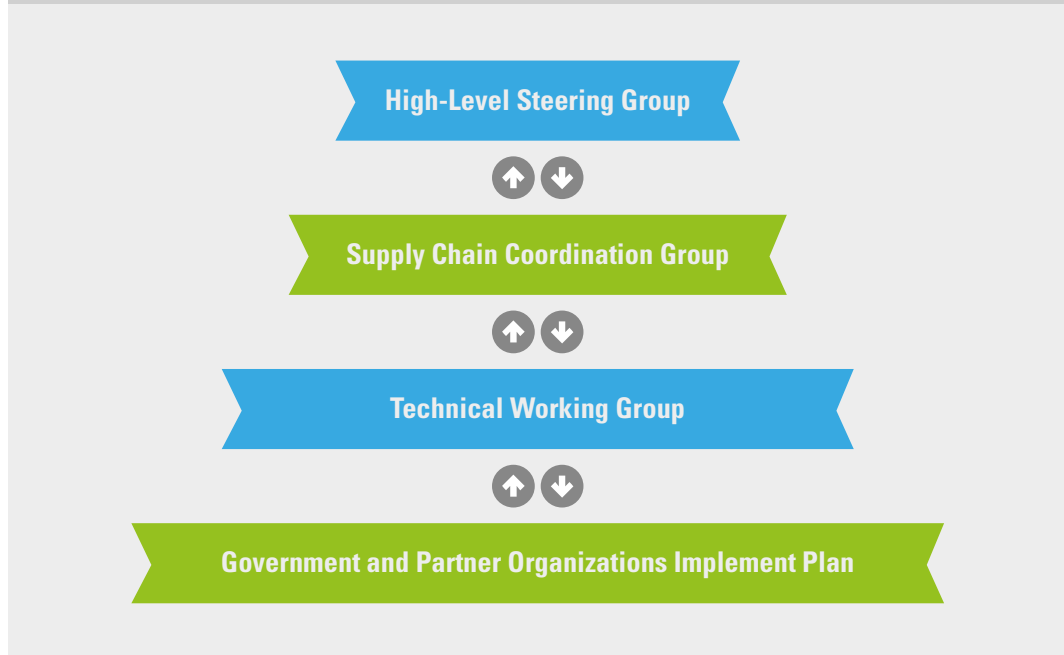 High-Level Steering Group
Supply Chain Coordination Group
Technical Working Group
Government and Partner Organizations Implement Plan